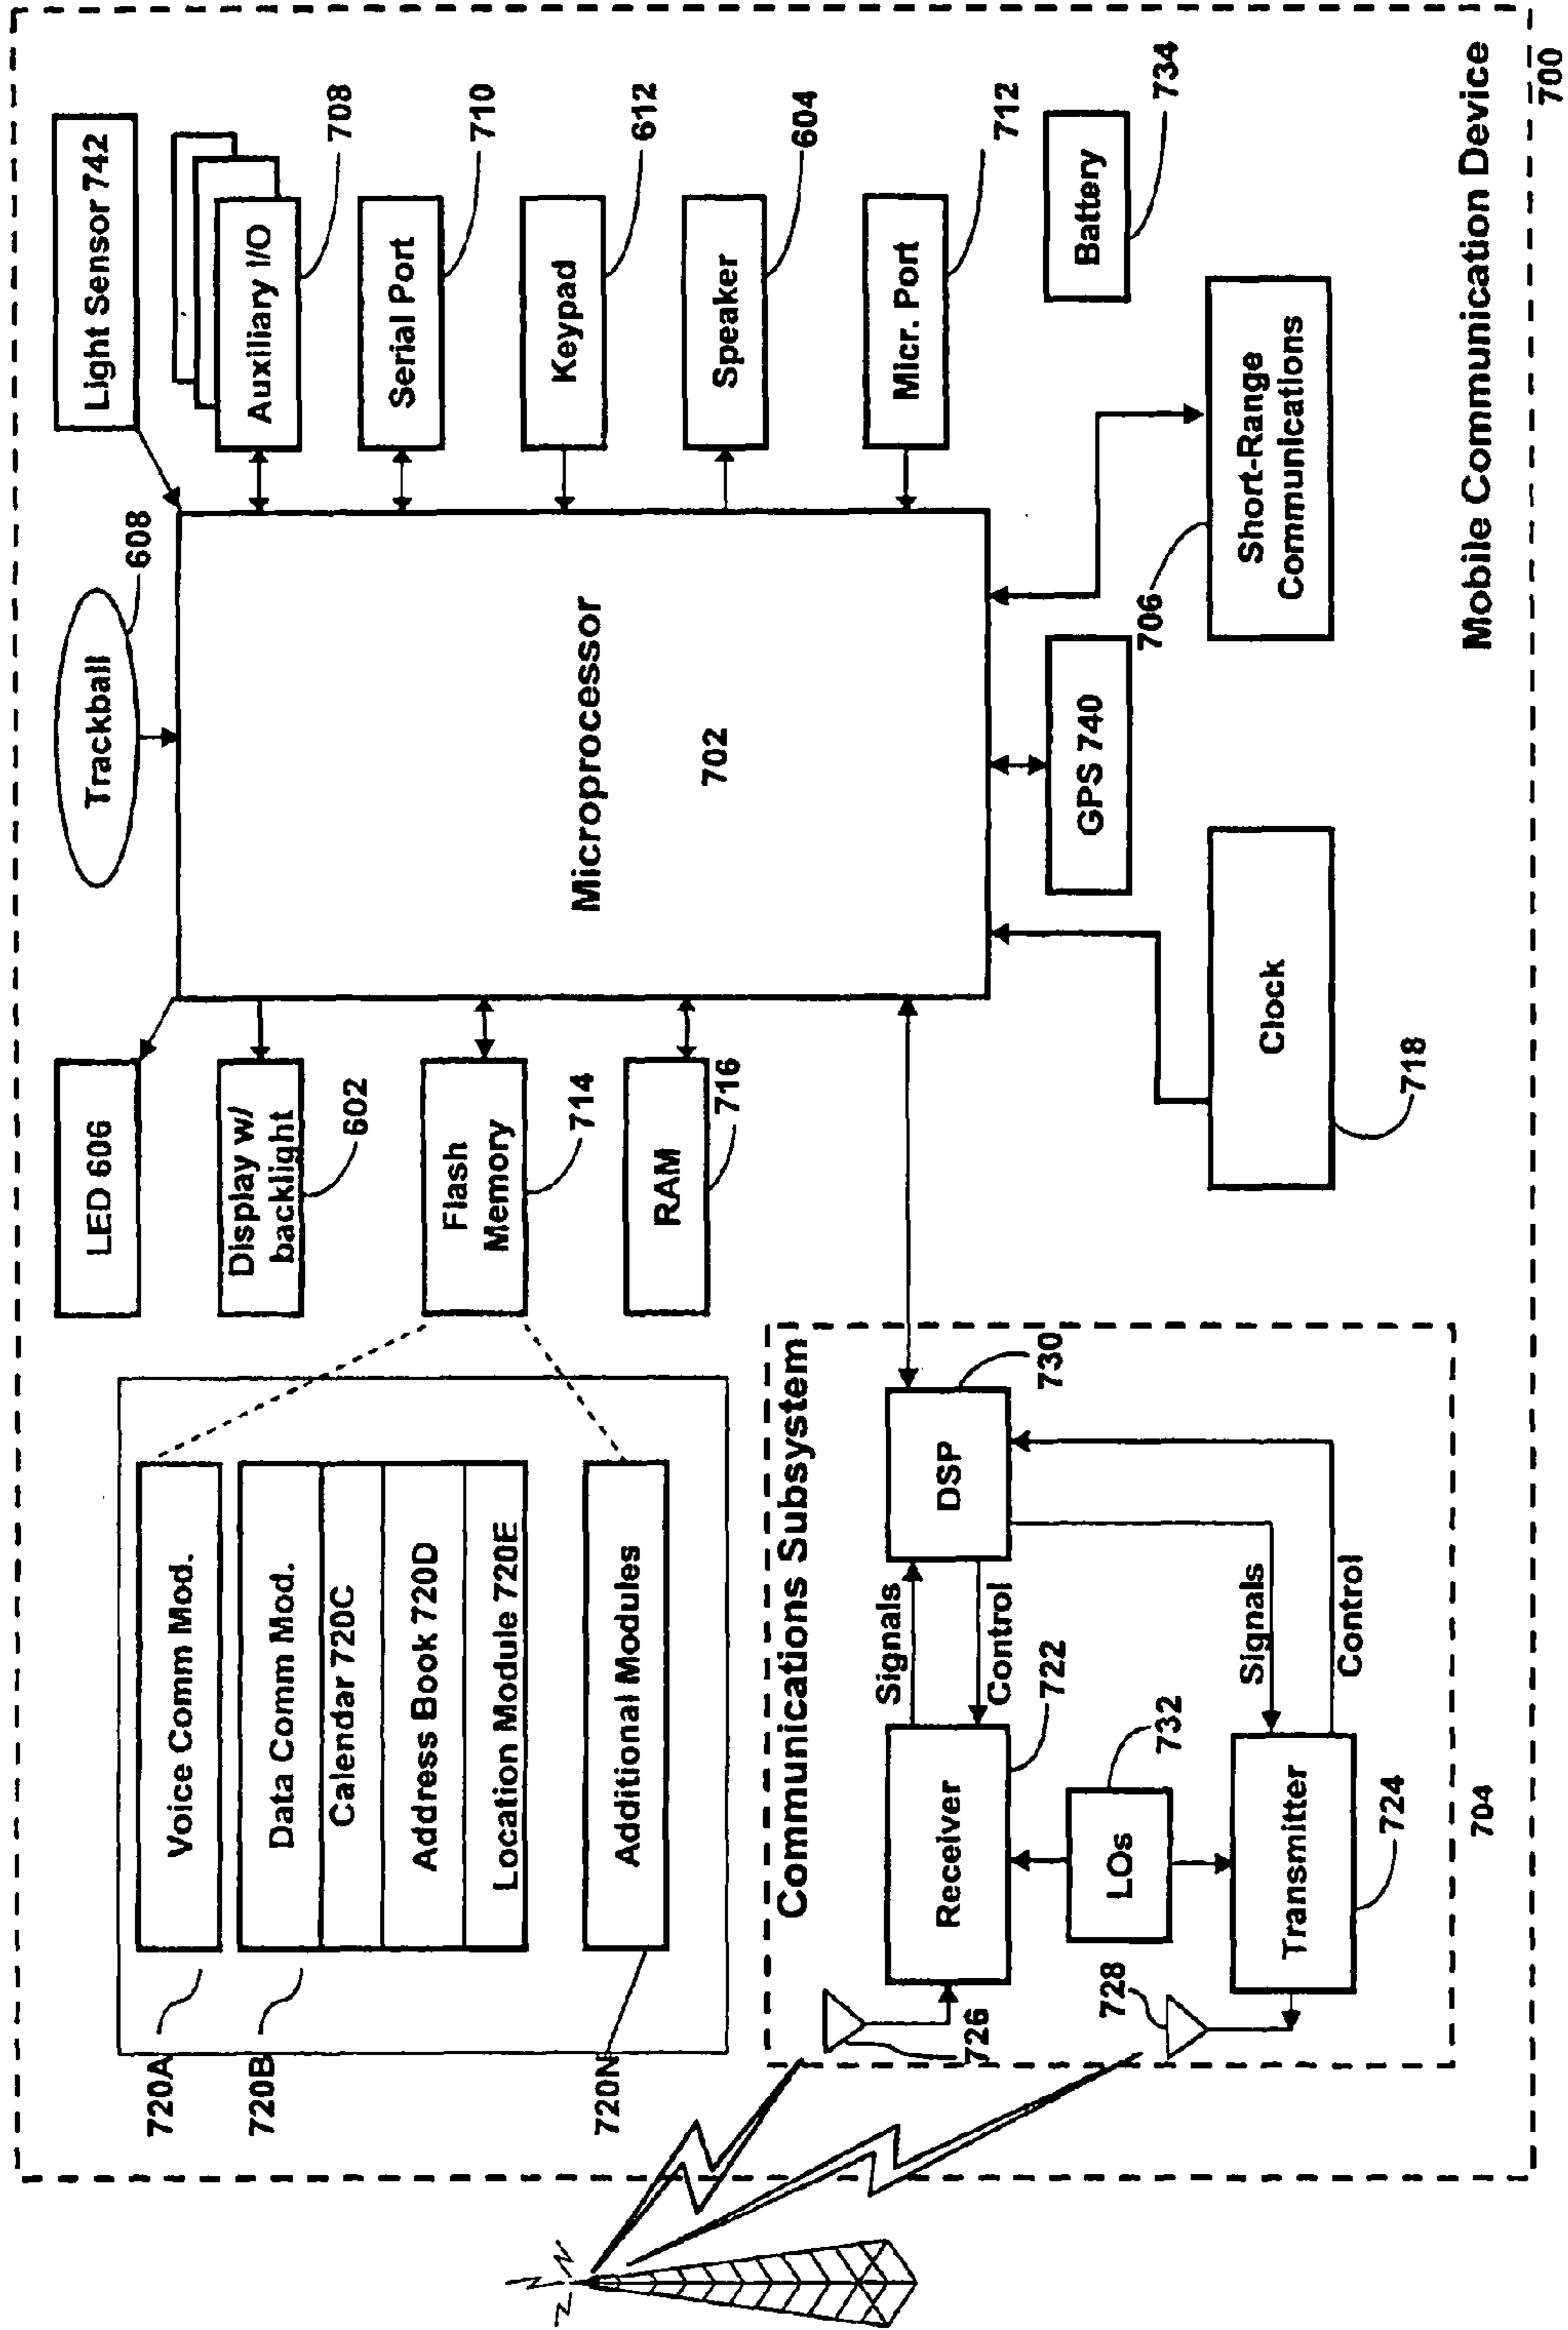 LED 606
Trackball
608
Light Sensor 742
720A
Voice Comm Mod.
720B
Data Comm Mod.
Calendar 720C
Address Book 720D
Location Module 720E
720N
Additional Modules
Display w/
backlight
602
Flash
Memory
714
RAM
716
Microprocessor
702
Auxiliary I/O
708
Serial Port
710
Keypad
612
Speaker
604
Micr. Port
712
Communications Subsystem
726
Receiver
722
Signals
Control
DSP
730
LOs
732
728
Transmitter
724
Signals
Control
704
GPS 740
Clock
718
706
Short-Range
Communications
Battery
734
Mobile Communication Device
700